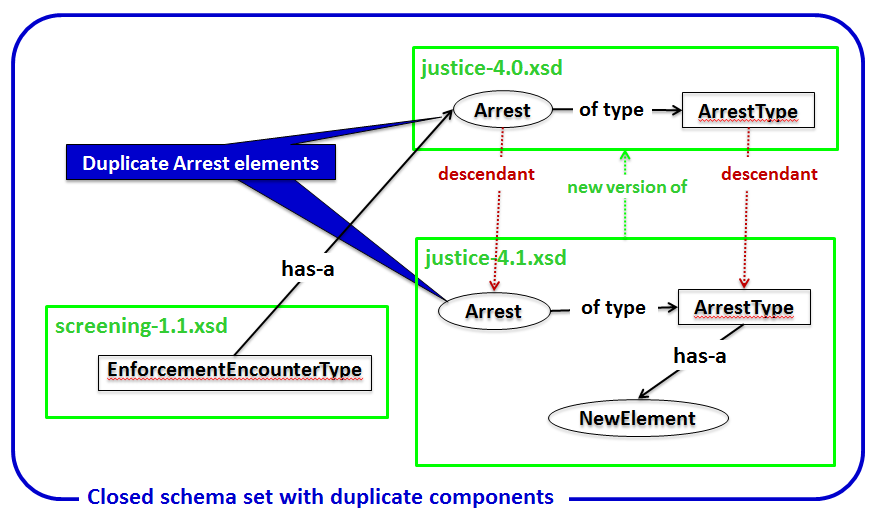 justice-4.0.xsd
Arrest of type ArrestType
Duplicate Arrest elements
descendant
new version of
descendant
has-a
justice-4.1.xsd
Arrest of type ArrestType
screening-1.1.xsd
has-a
EnforcementEncounterType
NewElement
Closed schema set with duplicate components